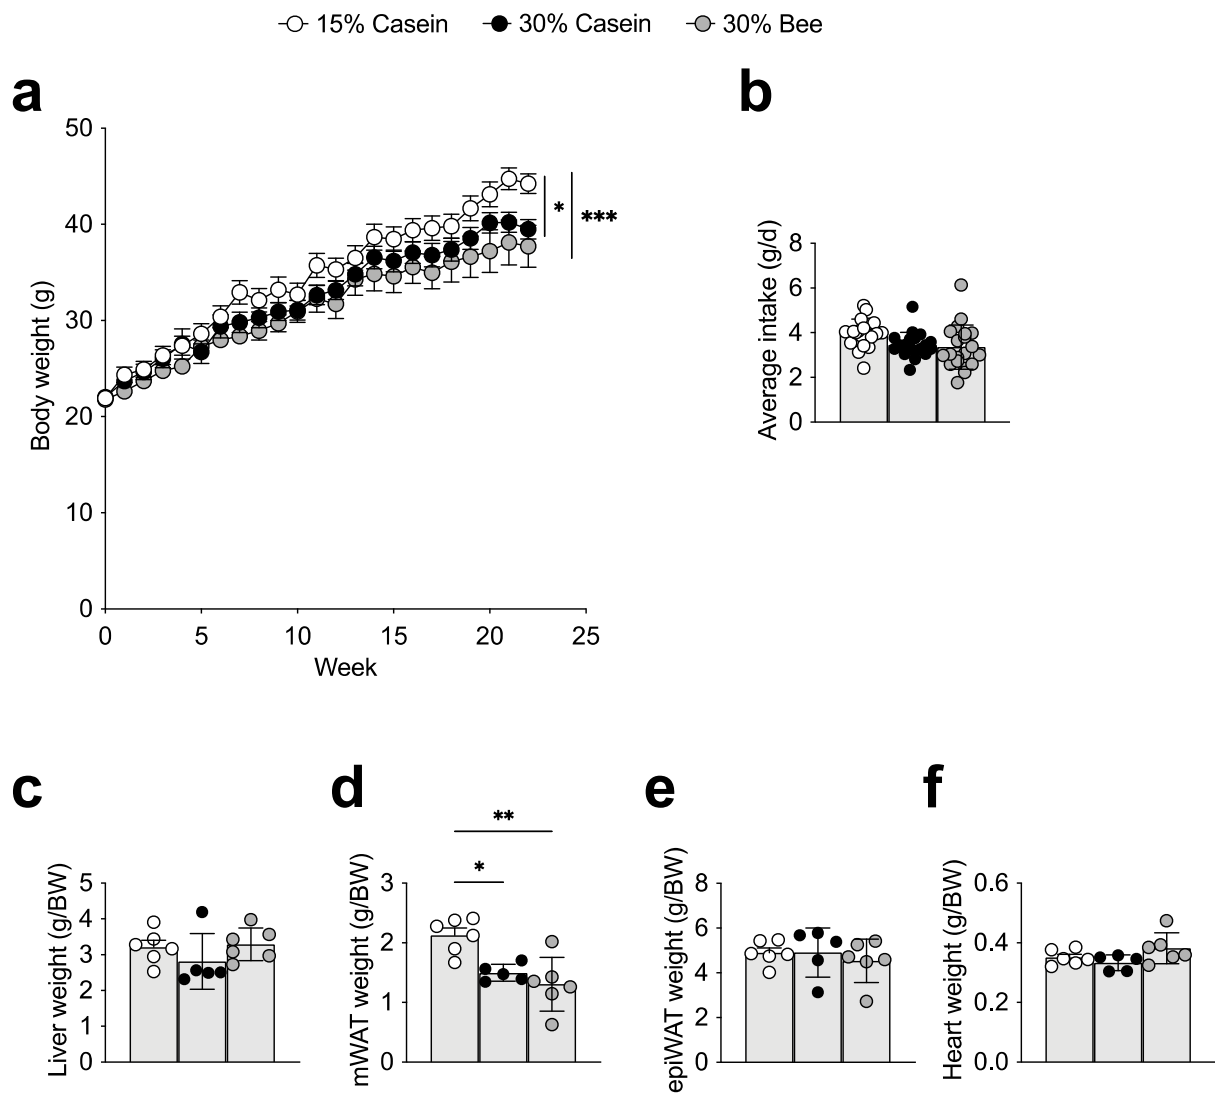 15% Casein 30% Casein 30% Bee
a
50
40
30
20
10
0
Body weight (g)
0 5 10 15 20 25
Week
* ***
b
8
6
4
2
0
Average intake (g/d)
c
5
4
3
2
1
0
Liver weight (g/BW)
d
**
*
3
2
1
0
mWAT weight (g/BW)
e
8
6
4
2
0
epiWAT weight (g/BW)
f
0.6
0.4
0.2
0.0
Heart weight (g/BW)